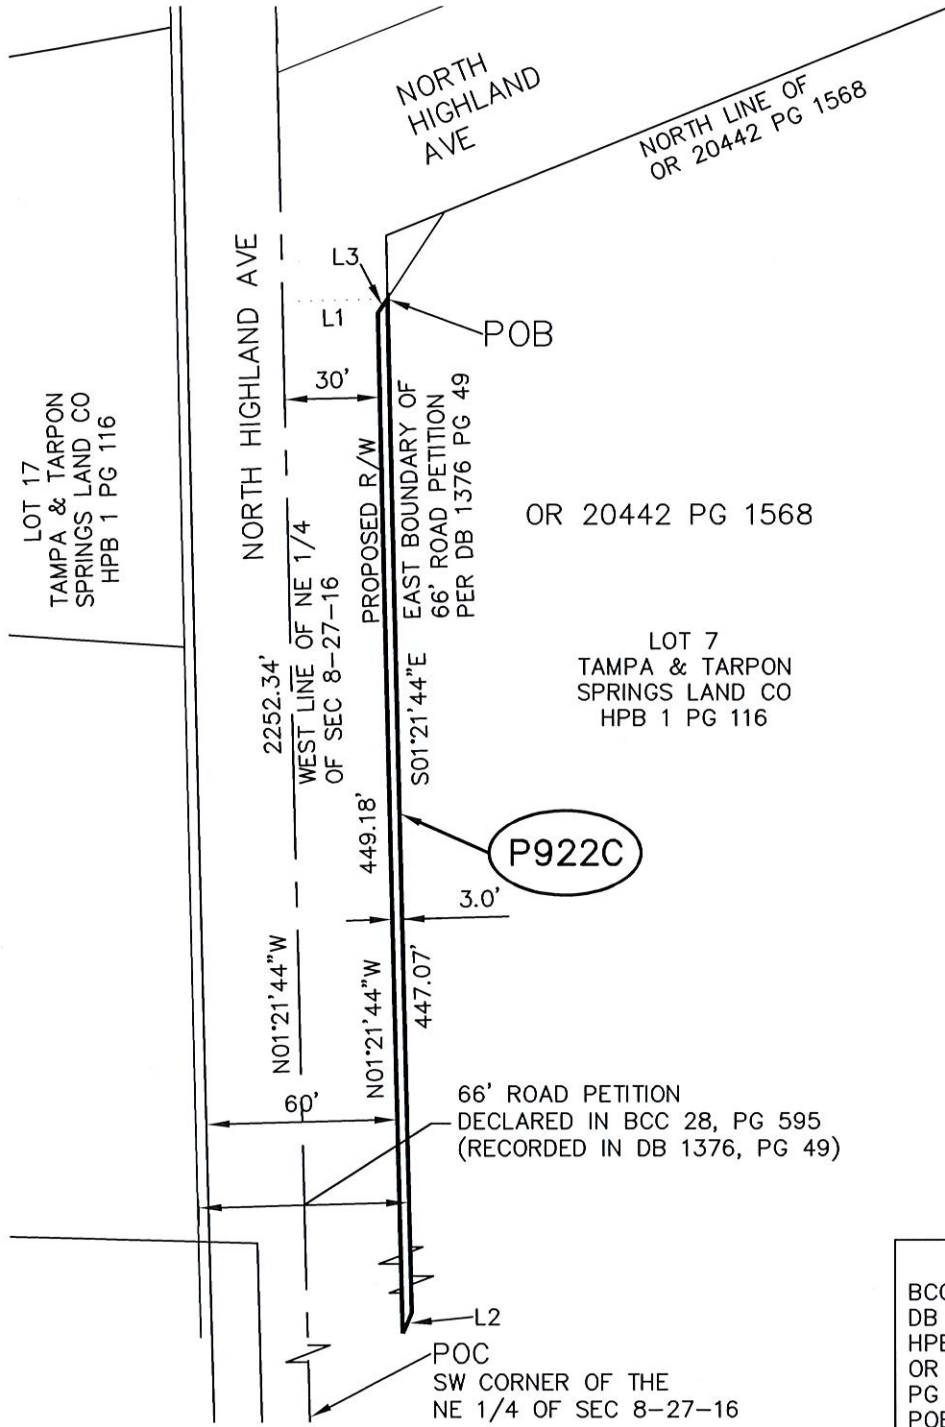 NORTH
HIGHLAND
AVE
NORTH LINE OF
OR 20442 PG 1568
NORTH HIGHLAND AVE
L3
L1
POB
30'
LOT 17
TAMPA & TARPON
SPRINGS LAND CO
HPB 1 PG 116
PROPOSED R/W
EAST BOUNDARY OF
66' ROAD PETITION
PER DB 1376 PG 49
OR 20442 PG 1568
2252.34'
WEST LINE OF NE 1/4
OF SEC 8-27-16
S01°21'44"E
LOT 7
TAMPA & TARPON
SPRINGS LAND CO
HPB 1 PG 116
449.18'
P922C
3.0'
N01°21'44"W
N01°21'44"W
447.07'
60'
66' ROAD PETITION
DECLARED IN BCC 28, PG 595
(RECORDED IN DB 1376, PG 49)
L2
POC
SW CORNER OF THE
NE 1/4 OF SEC 8-27-16
DB
OR
PG